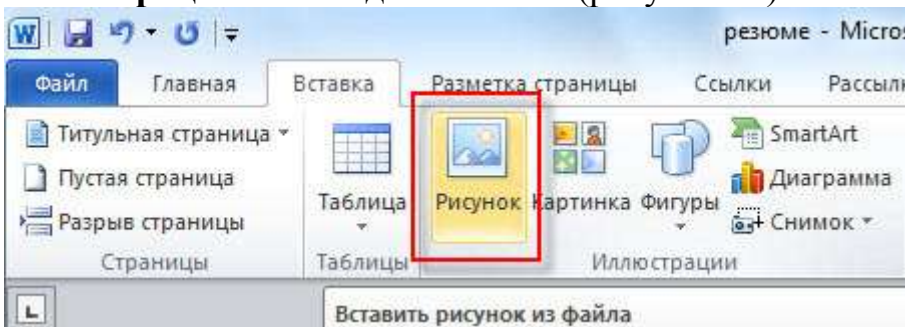 резюме - Micros
Файл Главная Вставка Разметка страницы Ссылки Рассылк
Титульная страница
Пустая страница
Разрыв страницы
Страницы
Таблица
Таблицы
Рисунок Картинка Фигуры
SmartArt
Диаграмма
Снимок
Иллюстрации
Вставить рисунок из файла